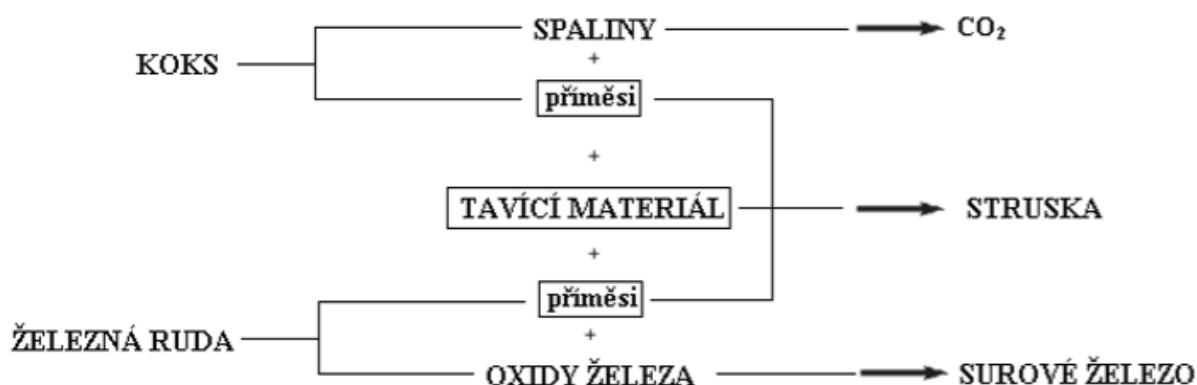 SPALINY CO₂
+
KOKS
příměsi
+
TAVÍCÍ MATERIÁL STRUSKA
+
příměsi
+
ŽELEZNÁ RUDA
OXIDY ŽELEZA SUROVÉ ŽELEZO